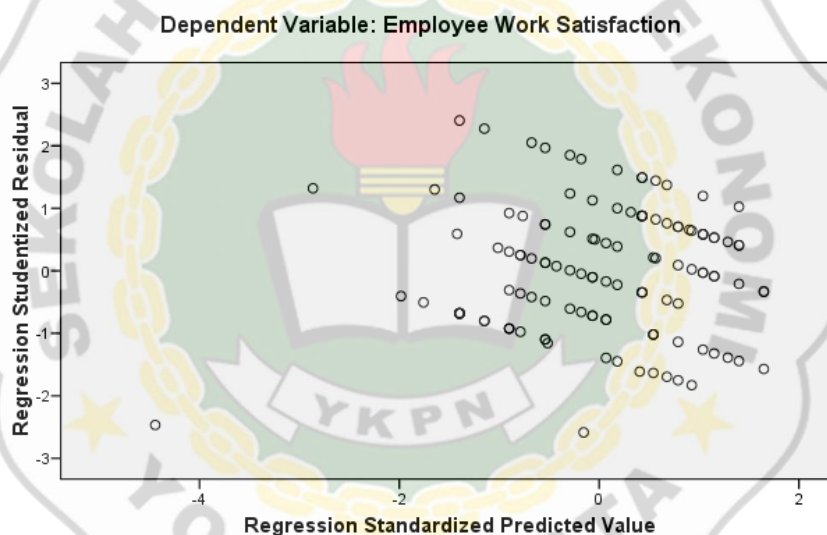 Dependent Variable: Employee Work Satisfaction
Regression Studentized Residual
3
2
1
0
-1
-2
-3
-4
-2
0
2
Regression Standardized Predicted Value
SEKOLAH
EKONOMI
YKPN